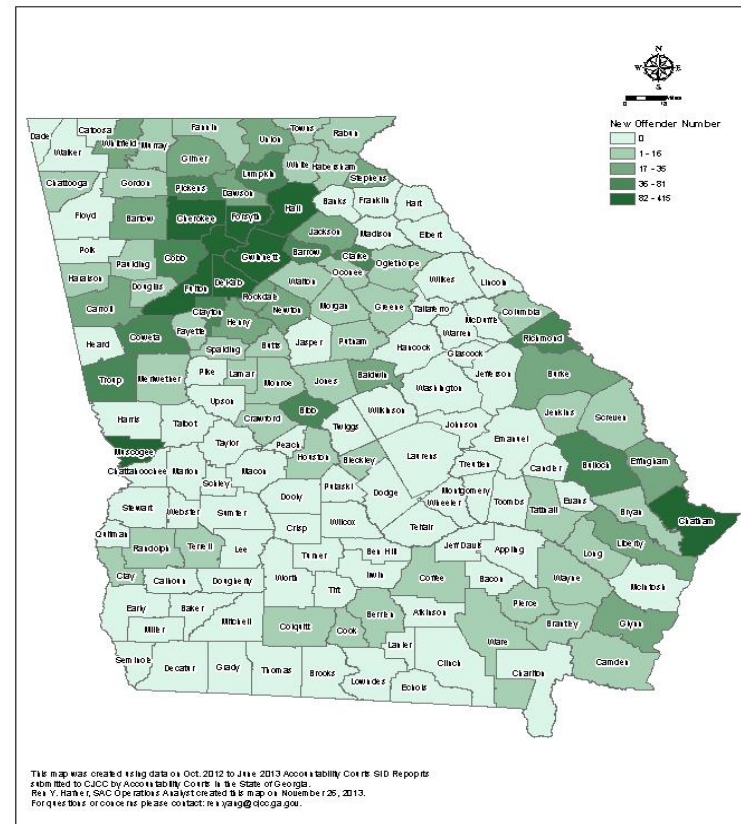 N
W
E
S
Miles
New Offender Number
0
1 - 16
17 - 35
36 - 81
82 - 415
Dade
Catoosa
Whitfield
Murray
Fannin
Union
Towns
Rabun
Walker
Gilmer
White
Habersham
Stephens
Chattooga
Gordon
Pickens
Dawson
Lumpkin
Floyd
Bartow
Cherokee
Forsyth
Hall
Banks
Franklin
Hart
Polk
Paulding
Cobb
Gwinnett
Jackson
Barrow
Madison
Elbert
Clarke
Oconee
Oglethorpe
Haralson
Douglas
Fulton
DeKalb
Rockdale
Walton
Wilkes
Lincoln
Carroll
Clayton
Henry
Newton
Morgan
Greene
Taliaferro
McDuffie
Columbia
Fayette
Coweta
Spalding
Butts
Jasper
Putnam
Hancock
Warren
Glascock
Richmond
Heard
Troup
Meriwether
Pike
Lamar
Monroe
Jones
Baldwin
Washington
Jefferson
Burke
Upson
Crawford
Bibb
Wilkinson
Jenkins
Screven
Harris
Talbot
Taylor
Peach
Twiggs
Johnson
Emanuel
Muscogee
Chattahoochee
Marion
Macon
Houston
Bleckley
Laurens
Treutlen
Candler
Bulloch
Effingham
Schley
Pulaski
Dooly
Dodge
Wheeler
Montgomery
Toombs
Evans
Tattnall
Bryan
Chatham
Stewart
Webster
Sumter
Crisp
Wilcox
Telfair
Liberty
Long
Quitman
Randolph
Terrell
Lee
Turner
Ben Hill
Jeff Davis
Appling
Wayne
McIntosh
Clay
Calhoun
Dougherty
Worth
Tift
Irwin
Coffee
Bacon
Pierce
Early
Baker
Mitchell
Colquitt
Cook
Berrien
Atkinson
Ware
Brantley
Glynn
Miller
Lanier
Clinch
Charlton
Camden
Seminole
Decatur
Grady
Thomas
Brooks
Lowndes
Echols
This map was created using data on Oct. 2012 to June 2013 Accountability Courts SID Repoprts
submitted to CJCC by Accountability Courts in the State of Georgia.
Ren Y. Hafner, SAC Operations Analyst created this map on November 26, 2013.
For questions or concerns please contact: ren.yang@cjcc.ga.gov.